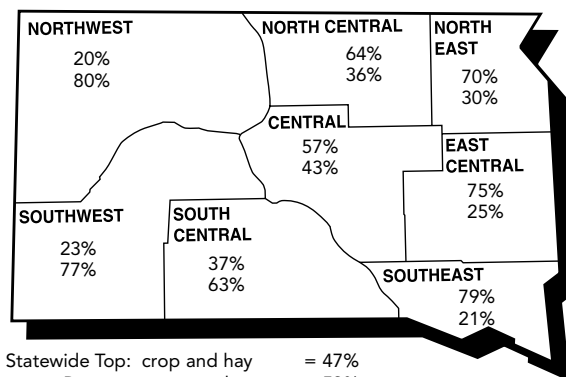 NORTHWEST
20%
80%
NORTH CENTRAL
64%
36%
NORTH
EAST
70%
30%
CENTRAL
57%
43%
EAST
CENTRAL
75%
25%
SOUTHWEST
23%
77%
SOUTH
CENTRAL
37%
63%
SOUTHEAST
79%
21%
Statewide Top: crop and hay = 47%